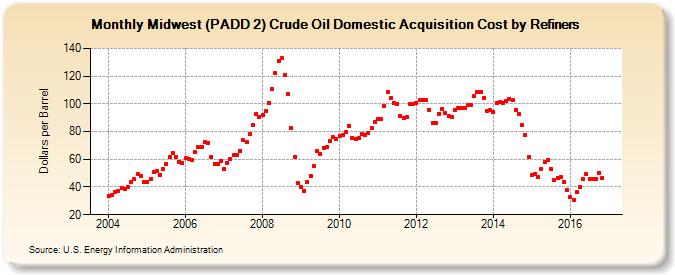 Monthly Midwest (PADD 2) Crude Oil Domestic Acquisition Cost by Refiners
Dollars per Barrel
140
120
100
80
60
40
20
2004 2006 2008 2010 2012 2014 2016
Source: U.S. Energy Information Administration